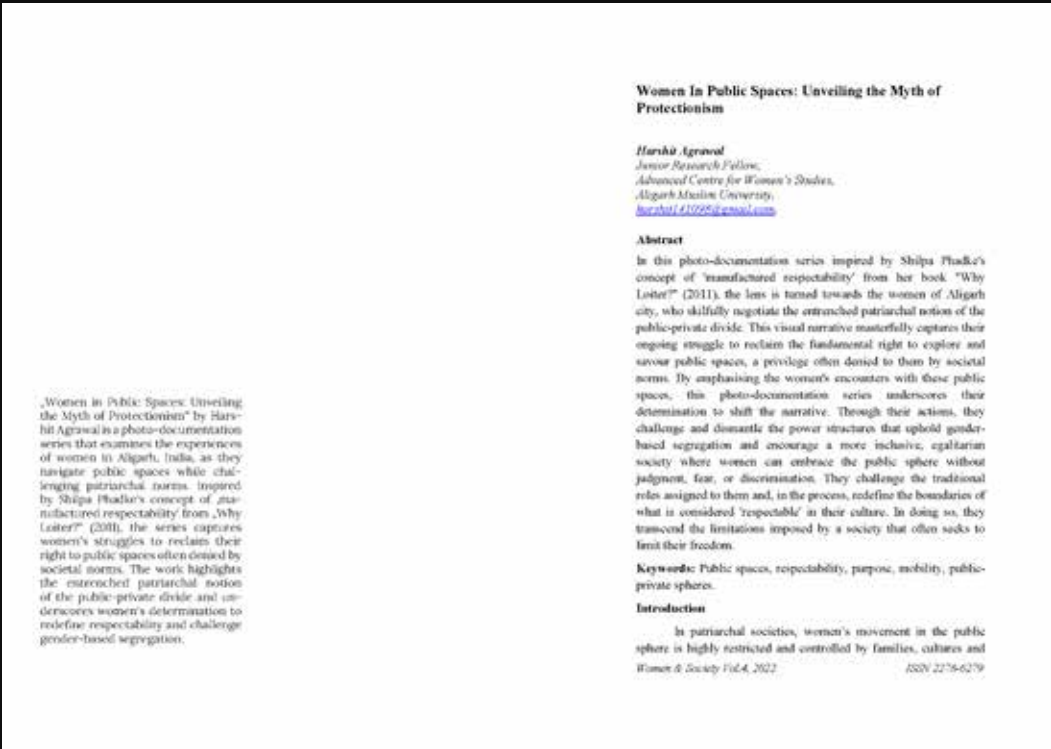 „Women in Public Spaces: Unveiling
the Myth of Protectionism" by Hars-
hit Agrawal is a photo-documentation
series that examines the experiences
of women in Aligarh, India, as they
navigate public spaces while chal-
lenging patriarchal norms. Inspired
by Shilpa Phadke's concept of ‚ma-
nufactured respectability' from „Why
Loiter?" (2011), the series captures
women's struggles to reclaim their
right to public spaces often denied by
societal norms. The work highlights
the entrenched patriarchal notion
of the public-private divide and un-
derscores women's determination to
redefine respectability and challenge
gender-based segregation.
Women In Public Spaces: Unveiling the Myth of
Protectionism
Harshit Agrawal
Junior Research Fellow,
Advanced Centre for Women's Studies,
Aligarh Muslim University,
Abstract
In this photo-documentation series inspired by Shilpa Phadke's
concept of 'manufactured respectability' from her book "Why
Loiter?" (2011), the lens is turned towards the women of Aligarh
city, who skilfully negotiate the entrenched patriarchal notion of the
public-private divide. This visual narrative masterfully captures their
ongoing struggle to reclaim the fundamental right to explore and
savour public spaces, a privilege often denied to them by societal
norms. By emphasising the women's encounters with these public
spaces, this photo-documentation series underscores their
determination to shift the narrative. Through their actions, they
challenge and dismantle the power structures that uphold gender-
based segregation and encourage a more inclusive, egalitarian
society where women can embrace the public sphere without
judgment, fear, or discrimination. They challenge the traditional
roles assigned to them and, in the process, redefine the boundaries of
what is considered 'respectable' in their culture. In doing so, they
transcend the limitations imposed by a society that often seeks to
limit their freedom.
Keywords: Public spaces, respectability, purpose, mobility, public-
private spheres.
Introduction
In patriarchal societies, women's movement in the public
sphere is highly restricted and controlled by families, cultures and
Women & Society Vol.4, 2022 ISSN 2278-6279